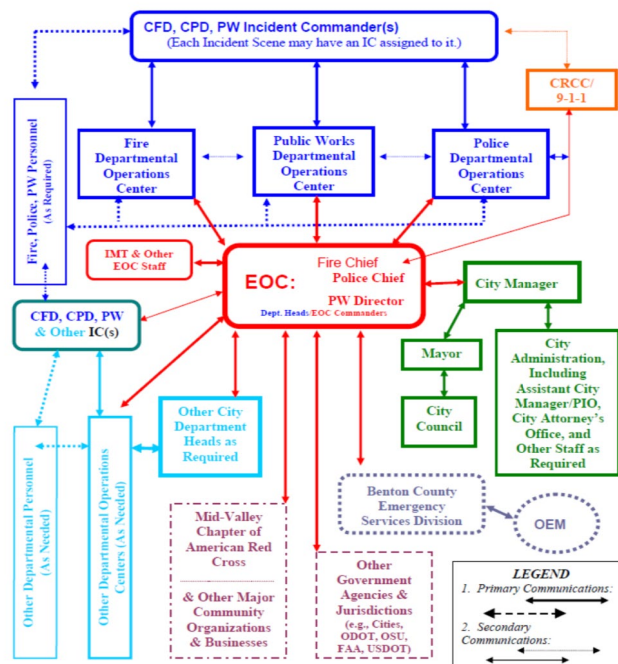 CFD, CPD, PW Incident Commander(s)
(Each Incident Scene may have an IC assigned to it.)
CRCC/
9-1-1
Fire, Police, PW Personnel
(As Required)
Fire
Departmental
Operations
Center
Public Works
Departmental
Operations
Center
Police
Departmental
Operations
Center
IMT & Other
EOC Staff
EOC:
Fire Chief
Police Chief
PW Director
Dept. Heads/EOC Commanders
City Manager
CFD, CPD, PW
& Other IC(s)
Mayor
City
Council
City
Administration,
Including
Assistant City
Manager/PIO,
City Attorney's
Office, and
Other Staff as
Required
Other Departmental Personnel
(As Needed)
Other Departmental Operations
Centers (As Needed)
Other City
Department
Heads as
Required
Mid-Valley
Chapter of
American Red
Cross
& Other Major
Community
Organizations
& Businesses
Other
Government
Agencies &
Jurisdictions
(e.g., Cities,
ODOT, OSU,
FAA, USDOT)
Benton County
Emergency
Services Division
OEM
LEGEND
1. Primary Communications:
2. Secondary
Communications: